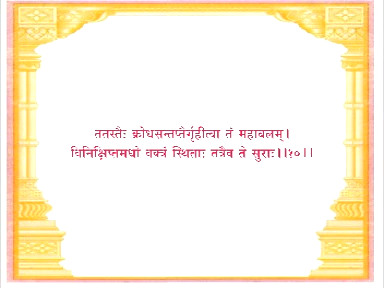 ततस्तैः क्रोधसन्तप्तैर्गृहीत्वा तं महाबलम्।
विनिक्षिप्तमधो वक्त्रं स्थिताः तत्रैव ते सुराः।।१०।।